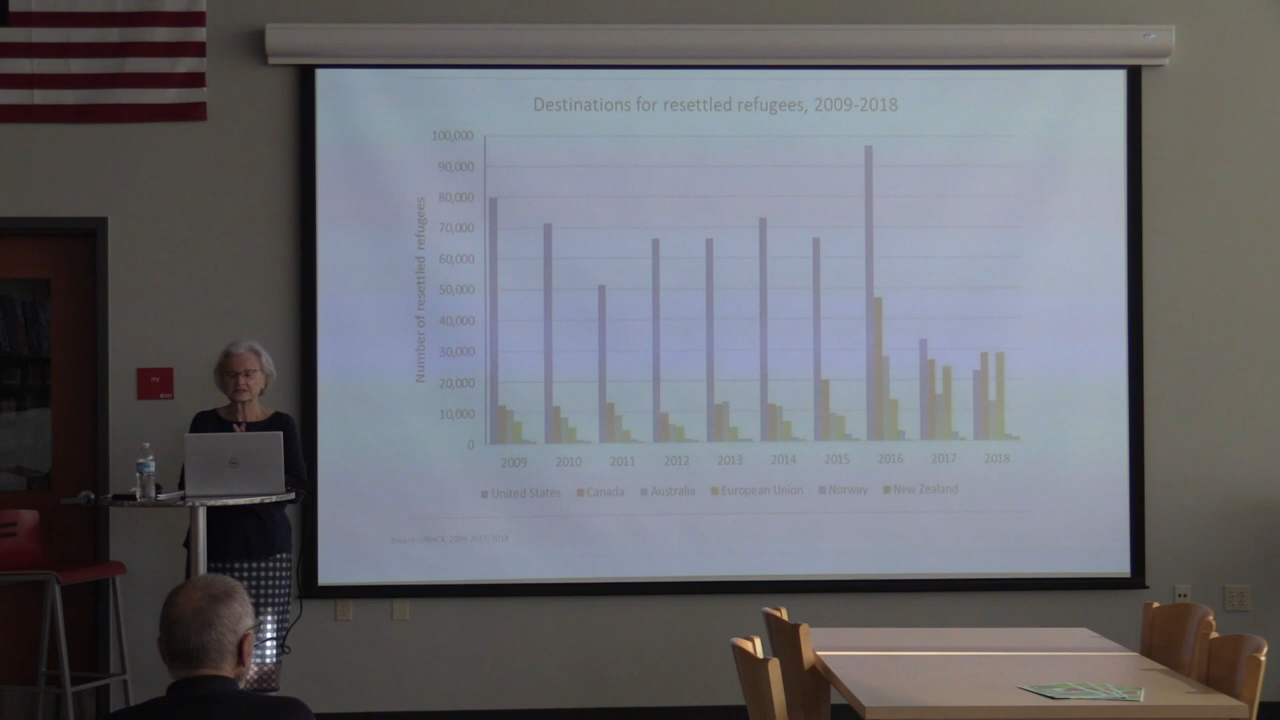 Destinations for resettled refugees, 2009-2018
Number of resettled refugees
100,000
90,000
80,000
70,000
60,000
50,000
40,000
30,000
20,000
10,000
0
2009 2010 2011 2012 2013 2014 2015 2016 2017 2018
United States Canada Australia European Union Norway New Zealand